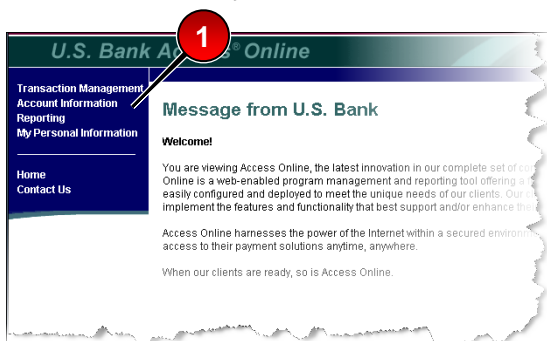 1
U.S. Bank Access® Online
Transaction Management
Account Information
Reporting
My Personal Information
Home
Contact Us
Message from U.S. Bank
Welcome!
You are viewing Access Online, the latest innovation in our complete set of
Online is a web-enabled program management and reporting tool offering a
easily configured and deployed to meet the unique needs of our clients. Our
implement the features and functionality that best support and/or enhance
Access Online harnesses the power of the Internet within a secured
access to their payment solutions anytime, anywhere.
When our clients are ready, so is Access Online.